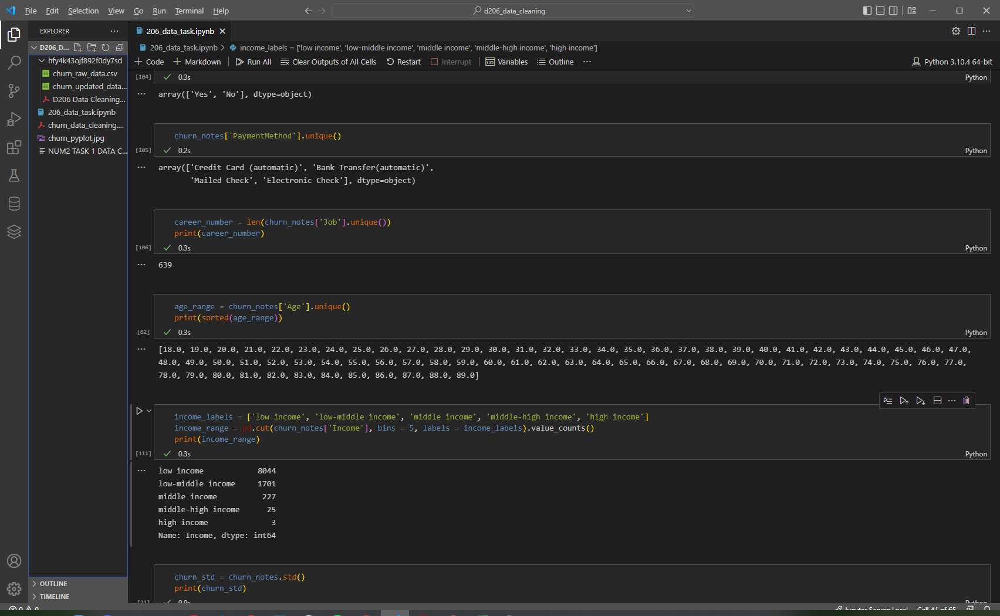 File Edit Selection View Go Run Terminal Help
d206_data_cleaning
EXPLORER
D206_D...
hfy4k43ojf892f0dy7sd
churn_raw_data.csv
churn_updated_data...
D206 Data Cleaning...
206_data_task.ipynb
churn_data_cleaning....
churn_pyplot.jpg
NUM2 TASK 1 DATA C...
OUTLINE
TIMELINE
206_data_task.ipynb
206_data_task.ipynb > income_labels = ['low income', 'low-middle income', 'middle income', 'middle-high income', 'high income']
Code Markdown Run All Clear Outputs of All Cells Restart Interrupt Variables Outline ... Python 3.10.4 64-bit
[104] 0.3s Python
array(['Yes', 'No'], dtype=object)
churn_notes['PaymentMethod'].unique()
[105] 0.2s Python
array(['Credit Card (automatic)', 'Bank Transfer(automatic)',
'Mailed Check', 'Electronic Check'], dtype=object)
career_number = len(churn_notes['Job'].unique())
print(career_number)
[106] 0.3s Python
639
age_range = churn_notes['Age'].unique()
print(sorted(age_range))
[62] 0.3s Python
[18.0, 19.0, 20.0, 21.0, 22.0, 23.0, 24.0, 25.0, 26.0, 27.0, 28.0, 29.0, 30.0, 31.0, 32.0, 33.0, 34.0, 35.0, 36.0, 37.0, 38.0, 39.0, 40.0, 41.0, 42.0, 43.0, 44.0, 45.0, 46.0, 47.0,
48.0, 49.0, 50.0, 51.0, 52.0, 53.0, 54.0, 55.0, 56.0, 57.0, 58.0, 59.0, 60.0, 61.0, 62.0, 63.0, 64.0, 65.0, 66.0, 67.0, 68.0, 69.0, 70.0, 71.0, 72.0, 73.0, 74.0, 75.0, 76.0, 77.0,
78.0, 79.0, 80.0, 81.0, 82.0, 83.0, 84.0, 85.0, 86.0, 87.0, 88.0, 89.0]
income_labels = ['low income', 'low-middle income', 'middle income', 'middle-high income', 'high income']
income_range = pd.cut(churn_notes['Income'], bins = 5, labels = income_labels).value_counts()
print(income_range)
[111] 0.3s Python
low income 8044
low-middle income 1701
middle income 227
middle-high income 25
high income 3
Name: Income, dtype: int64
churn_std = churn_notes.std()
print(churn_std)
[21] 0.9s Python
0 0 Jupyter Server: Local Cell 41 of 65